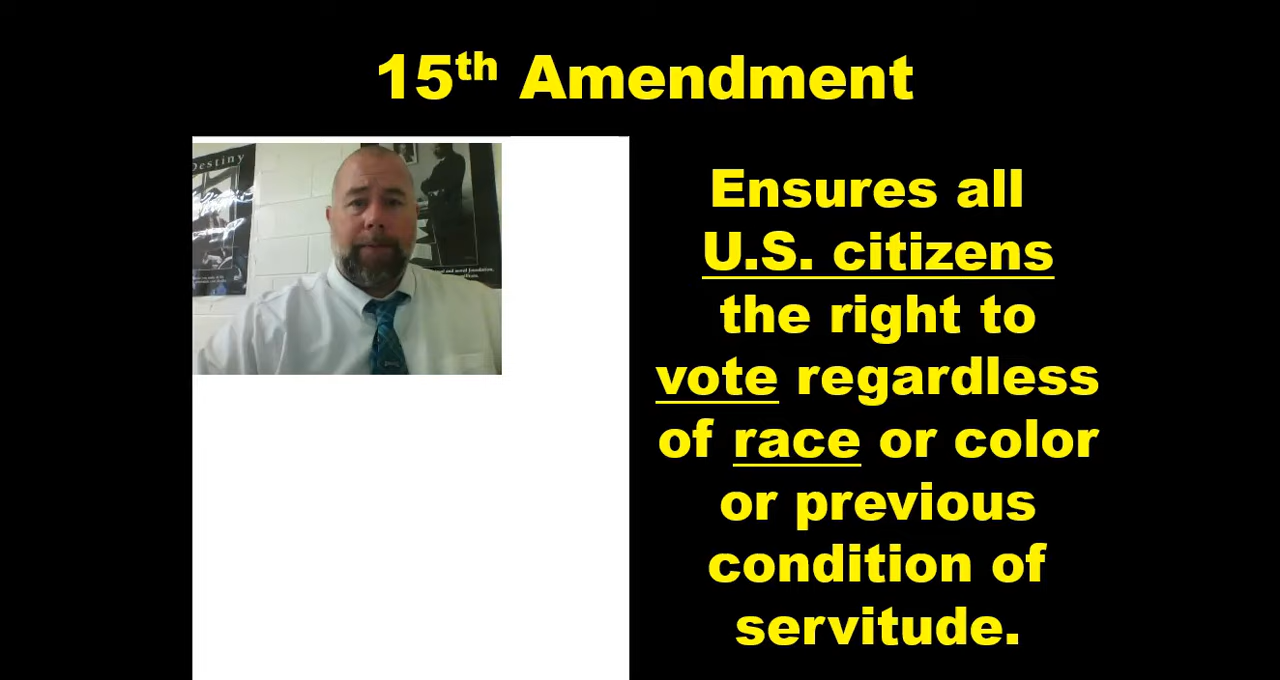 15th Amendment
Destiny
Ensures all
U.S. citizens
the right to
vote regardless
of race or color
or previous
condition of
servitude.